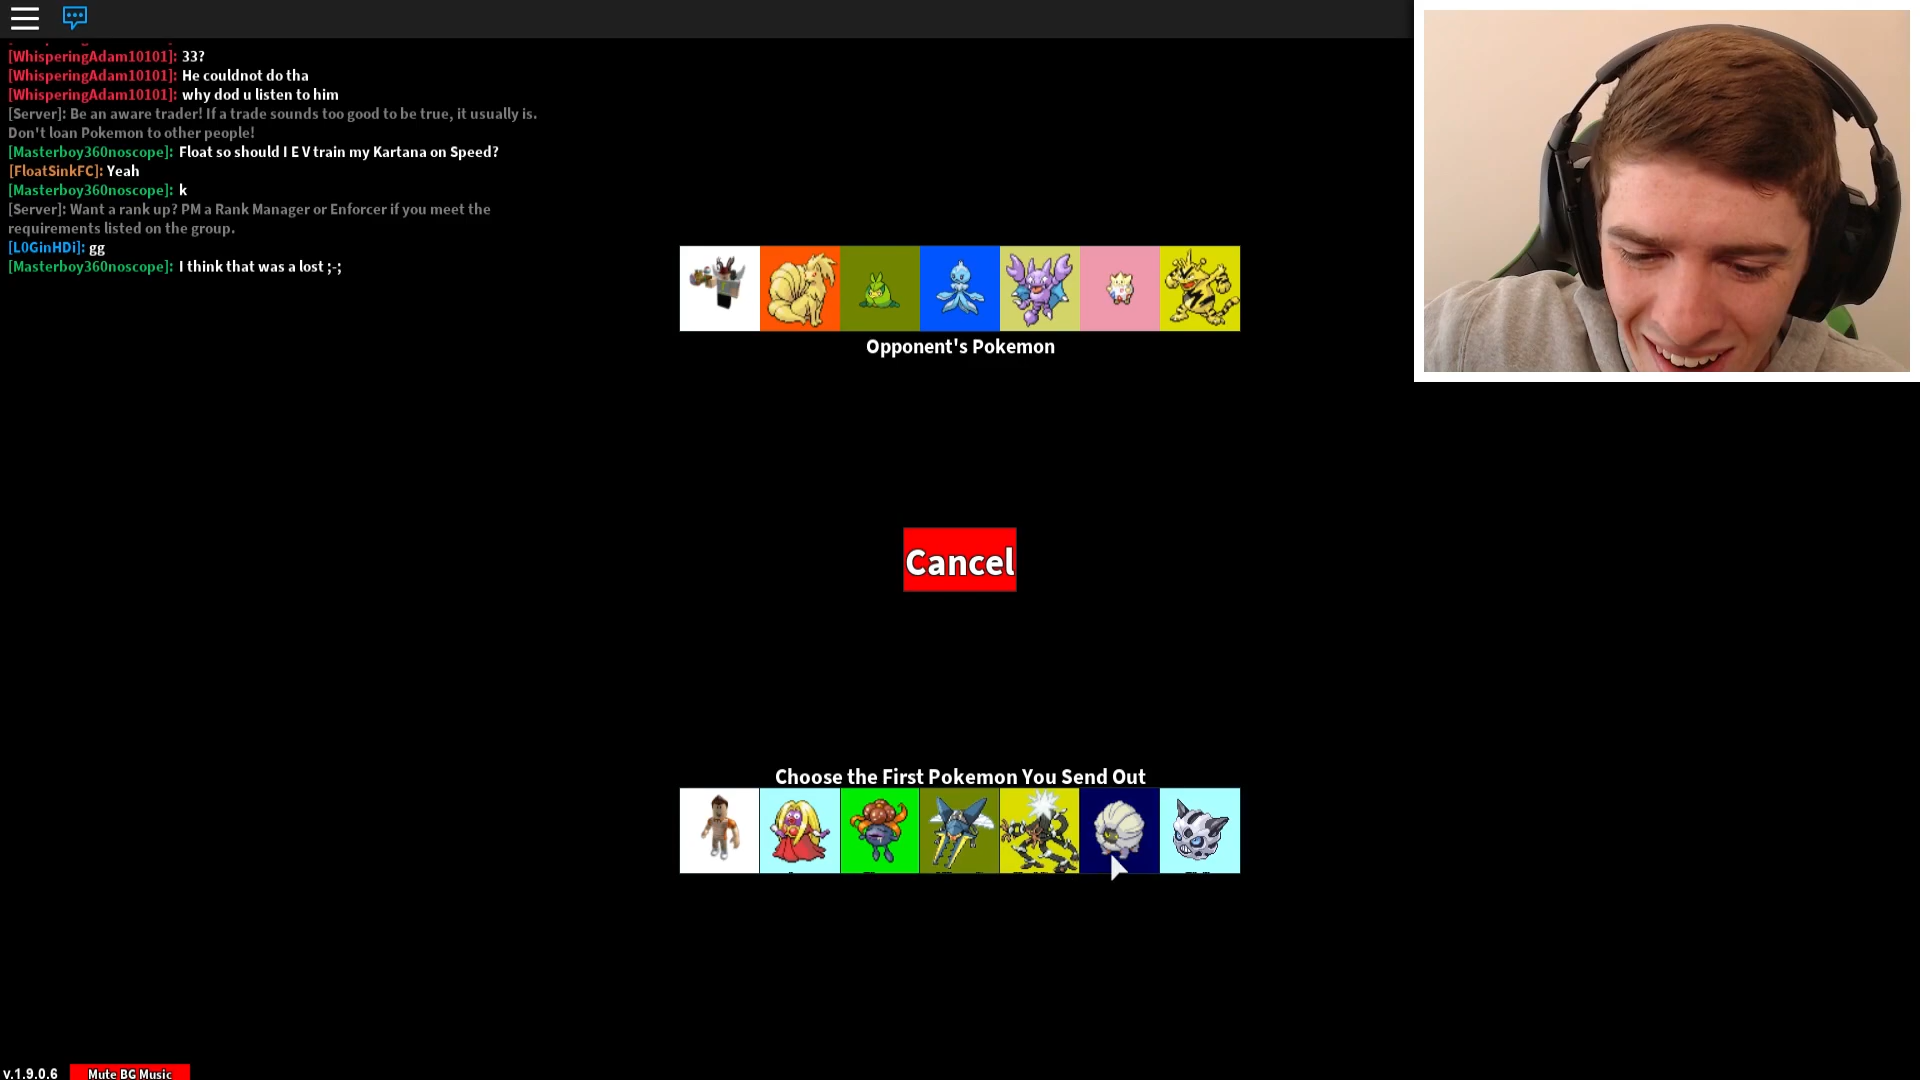 [WhisperingAdam10101]: 33?
[WhisperingAdam10101]: He couldnot do tha
[WhisperingAdam10101]: why dod u listen to him
[Server]: Be an aware trader! If a trade sounds too good to be true, it usually is.
Don't loan Pokemon to other people!
[Masterboy360noscope]: Float so should I E V train my Kartana on Speed?
[FloatSinkFC]: Yeah
[Masterboy360noscope]: k
[Server]: Want a rank up? PM a Rank Manager or Enforcer if you meet the
requirements listed on the group.
[L0GinHDi]: gg
[Masterboy360noscope]: I think that was a lost ;-;
Opponent's Pokemon
Cancel
Choose the First Pokemon You Send Out
v.1.9.0.6
Mute BG Music